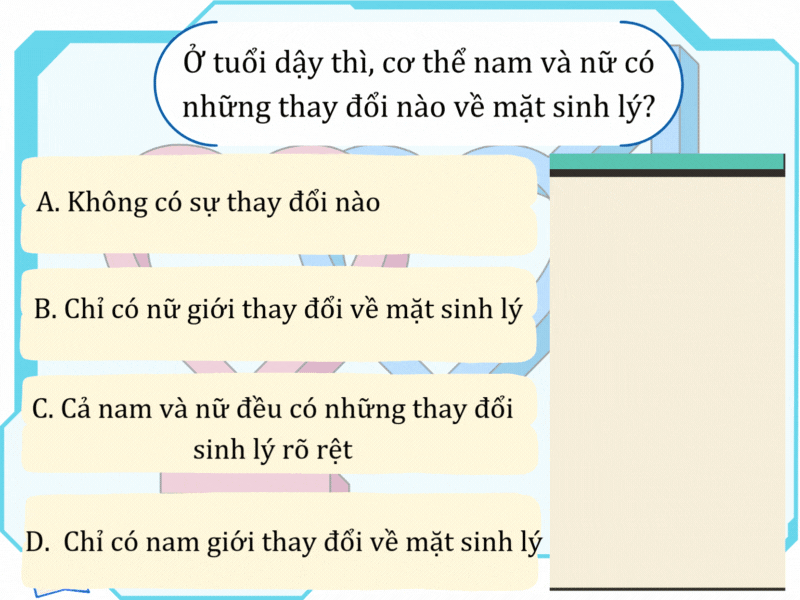 Ở tuổi dậy thì, cơ thể nam và nữ có
những thay đổi nào về mặt sinh lý?
A. Không có sự thay đổi nào
B. Chỉ có nữ giới thay đổi về mặt sinh lý
C. Cả nam và nữ đều có những thay đổi
sinh lý rõ rệt
D. Chỉ có nam giới thay đổi về mặt sinh lý